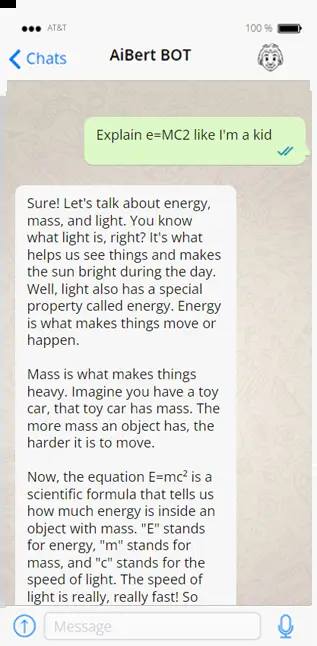 AT&T
100 %
Chats
AiBert BOT
Explain e=MC2 like I'm a kid
Sure! Let's talk about energy,
mass, and light. You know
what light is, right? It's what
helps us see things and makes
the sun bright during the day.
Well, light also has a special
property called energy. Energy
is what makes things move or
happen.
Mass is what makes things
heavy. Imagine you have a toy
car, that toy car has mass. The
more mass an object has, the
harder it is to move.
Now, the equation E=mc² is a
scientific formula that tells us
how much energy is inside an
object with mass. "E" stands
for energy, "m" stands for
mass, and "c" stands for the
speed of light. The speed of
light is really, really fast! So
Message